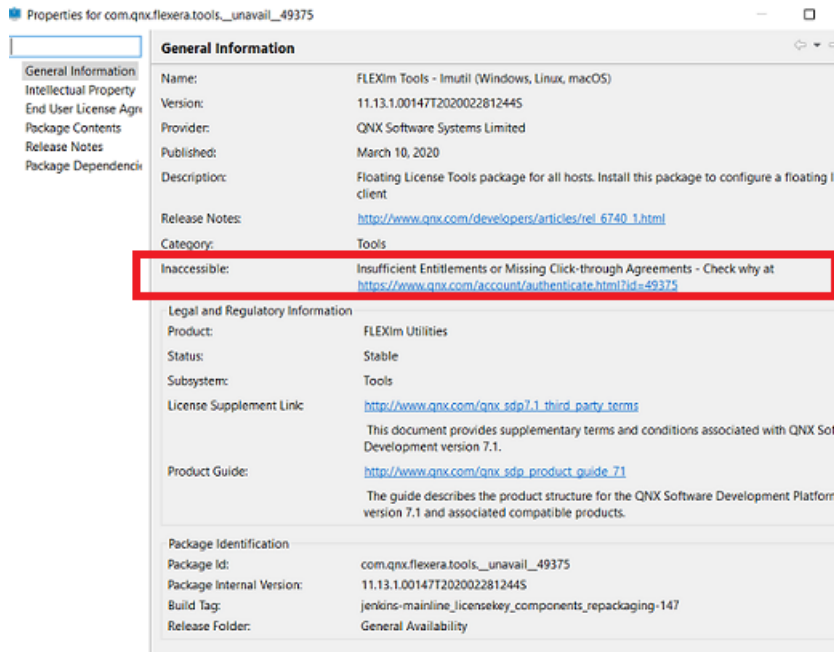 Properties for com.qnx.flexera.tools.__unavail__49375
General Information
Intellectual Property
End User License Agre
Package Contents
Release Notes
Package Dependencie
General Information
Name: FLEXlm Tools - lmutil (Windows, Linux, macOS)
Version: 11.13.1.00147T202002281244S
Provider: QNX Software Systems Limited
Published: March 10, 2020
Description: Floating License Tools package for all hosts. Install this package to configure a floating l
client
Release Notes: http://www.qnx.com/developers/articles/rel_6740_1.html
Category: Tools
Inaccessible: Insufficient Entitlements or Missing Click-through Agreements - Check why at
https://www.qnx.com/account/authenticate.html?id=49375
Legal and Regulatory Information
Product: FLEXlm Utilities
Status: Stable
Subsystem: Tools
License Supplement Link: http://www.qnx.com/qnx_sdp7.1_third_party_terms
This document provides supplementary terms and conditions associated with QNX Sof
Development version 7.1.
Product Guide: http://www.qnx.com/qnx_sdp_product_guide_71
The guide describes the product structure for the QNX Software Development Platforn
version 7.1 and associated compatible products.
Package Identification
Package Id: com.qnx.flexera.tools.__unavail__49375
Package Internal Version: 11.13.1.00147T202002281244S
Build Tag: jenkins-mainline_licensekey_components_repackaging-147
Release Folder: General Availability